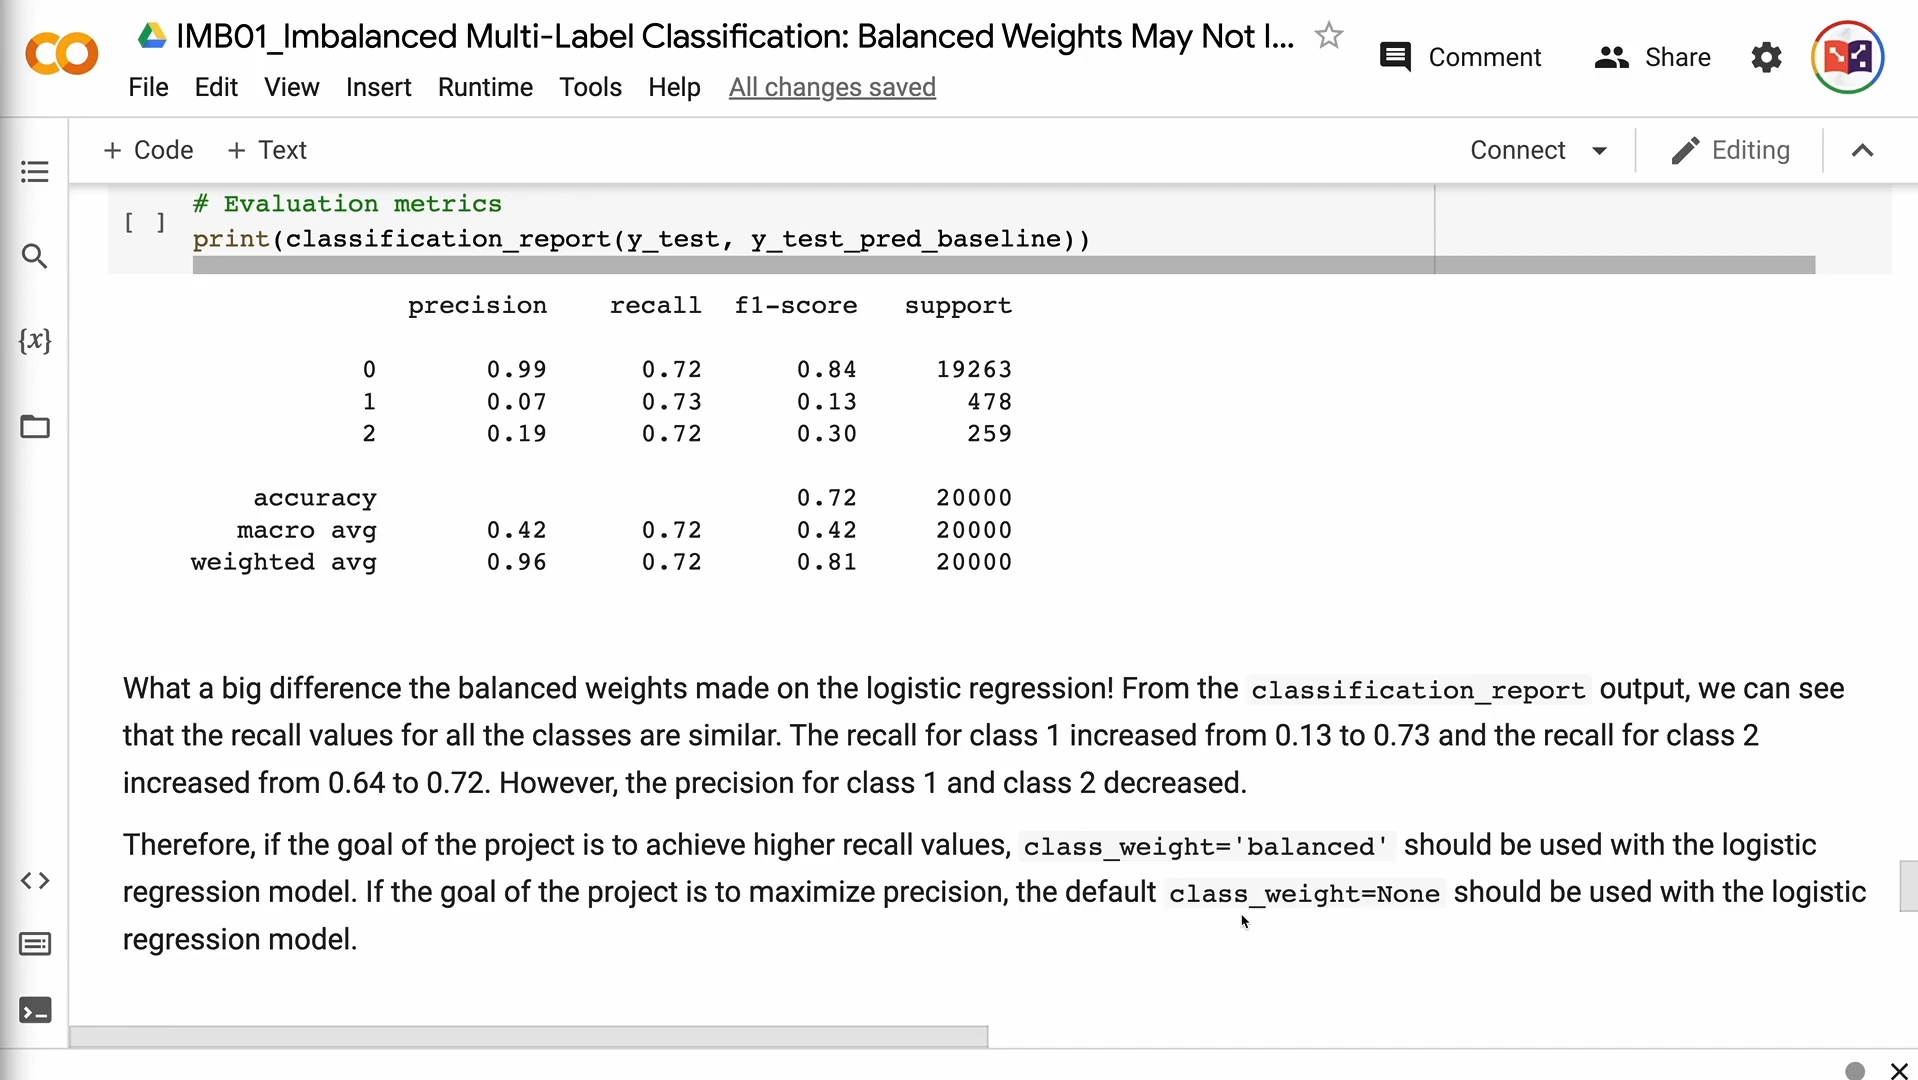 IMB01_Imbalanced Multi-Label Classification: Balanced Weights May Not I...
Comment
Share
File Edit View Insert Runtime Tools Help All changes saved
+ Code + Text
Connect
Editing
# Evaluation metrics
[ ]
print(classification_report(y_test, y_test_pred_baseline))
precision recall f1-score support
0 0.99 0.72 0.84 19263
1 0.07 0.73 0.13 478
2 0.19 0.72 0.30 259
accuracy 0.72 20000
macro avg 0.42 0.72 0.42 20000
weighted avg 0.96 0.72 0.81 20000
{x}
What a big difference the balanced weights made on the logistic regression! From the classification_report output, we can see
that the recall values for all the classes are similar. The recall for class 1 increased from 0.13 to 0.73 and the recall for class 2
increased from 0.64 to 0.72. However, the precision for class 1 and class 2 decreased.
Therefore, if the goal of the project is to achieve higher recall values, class_weight='balanced' should be used with the logistic
regression model. If the goal of the project is to maximize precision, the default class_weight=None should be used with the logistic
regression model.